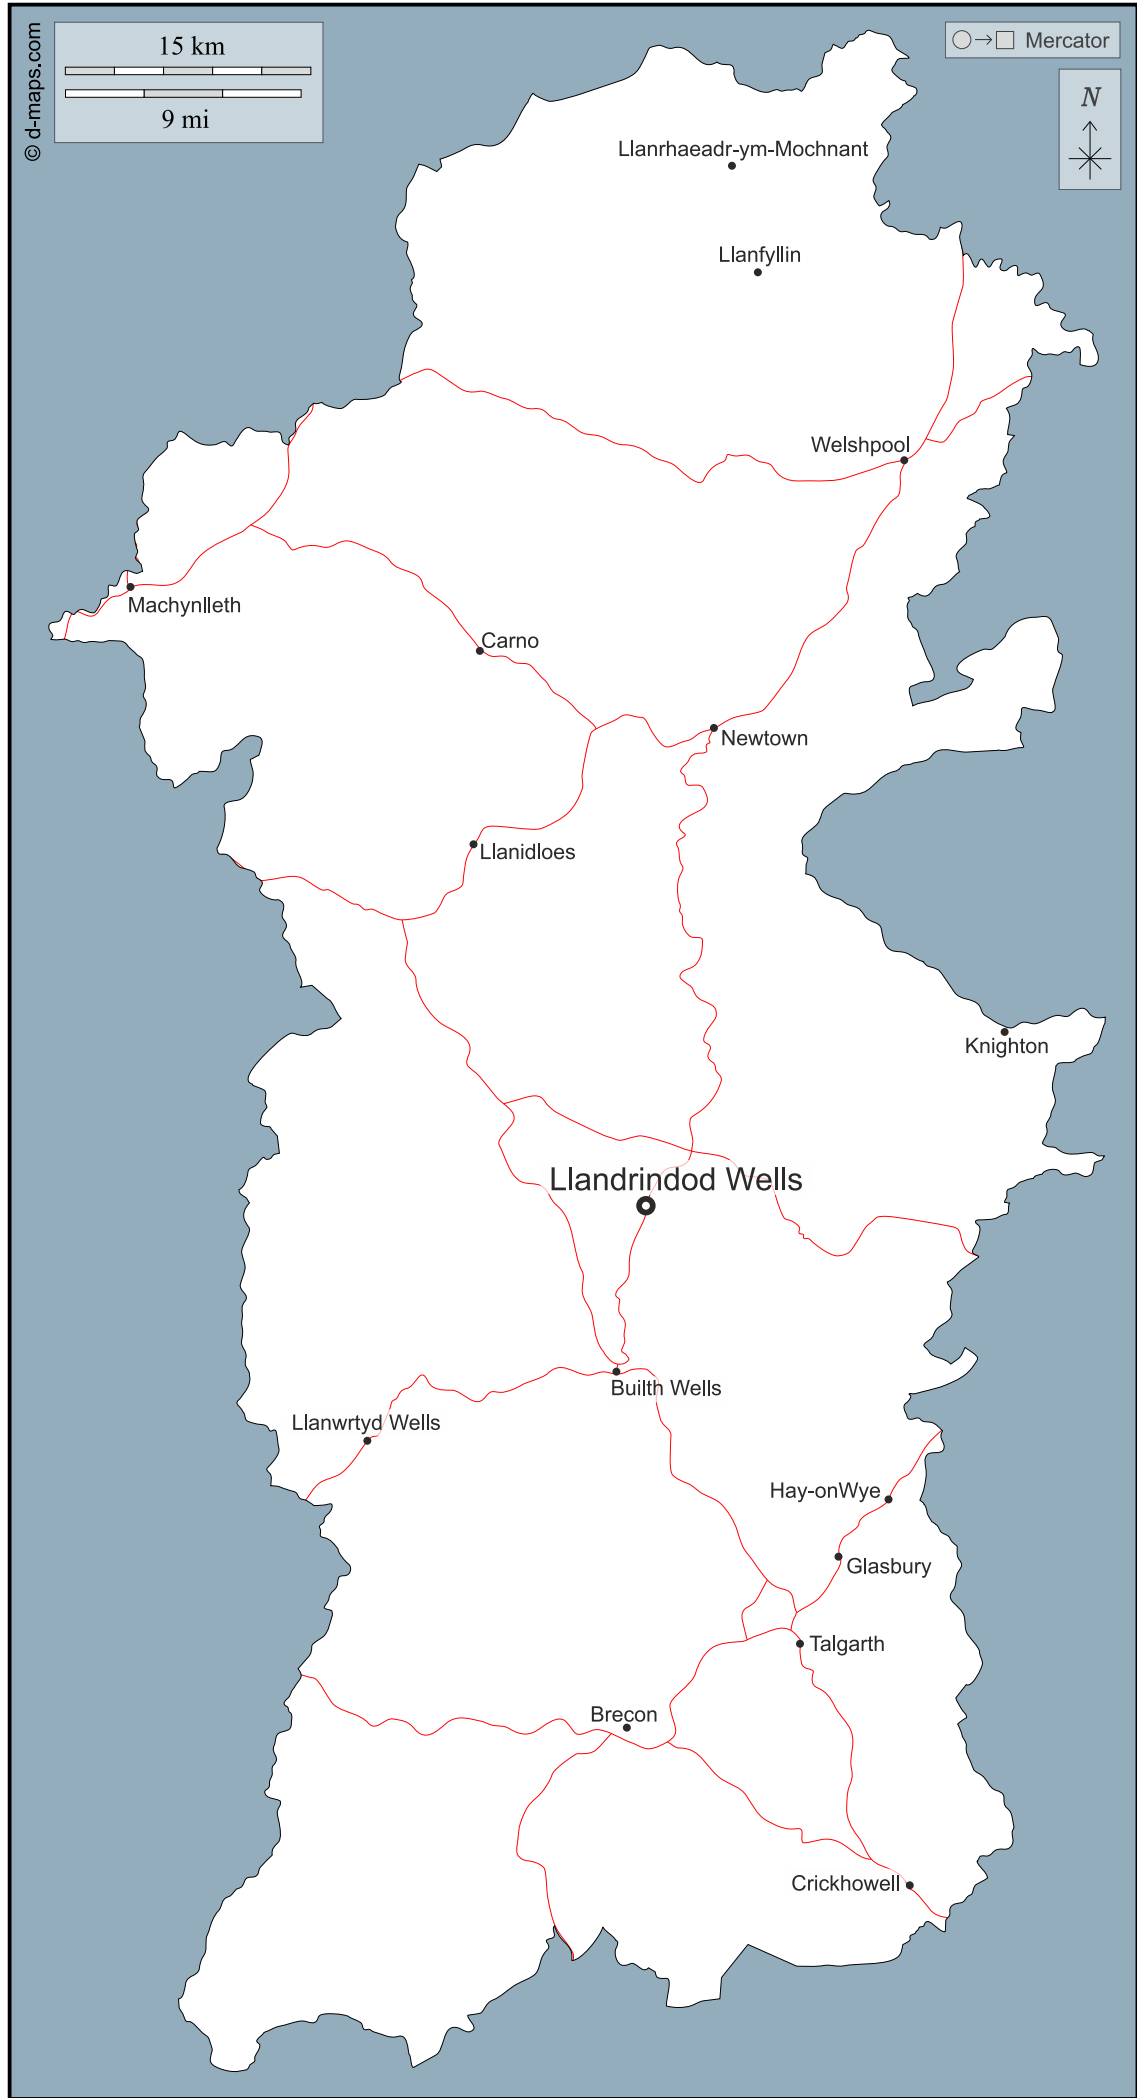 © d-maps.com
15 km
9 mi
Mercator
N
Llanrhaeadr-ym-Mochnant
Llanfyllin
Welshpool
Machynlleth
Carno
Newtown
Llanidloes
Knighton
Llandrindod Wells
Builth Wells
Llanwrtyd Wells
Hay-onWye
Glasbury
Talgarth
Brecon
Crickhowell